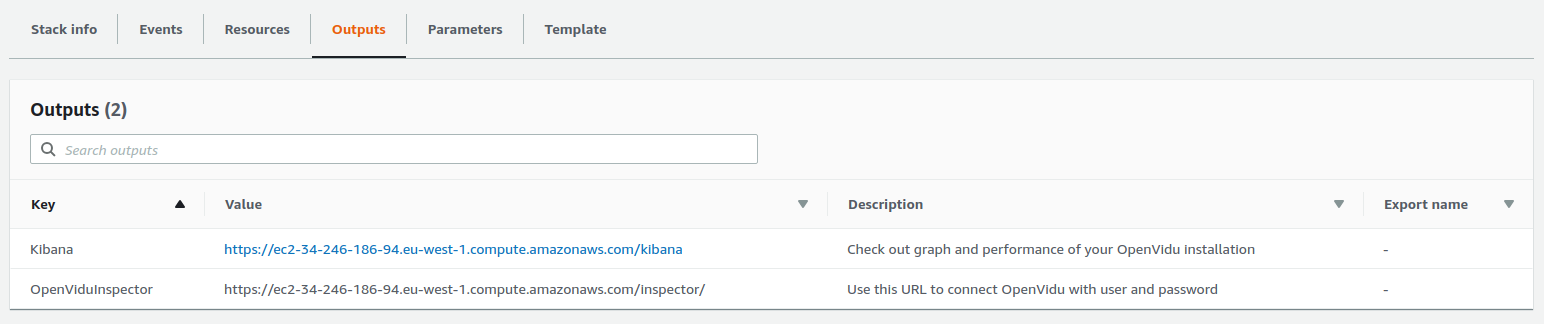 Stack info Events Resources Outputs Parameters Template
Outputs (2)
Search outputs
Key Value Description Export name
Kibana https://ec2-34-246-186-94.eu-west-1.compute.amazonaws.com/kibana Check out graph and performance of your OpenVidu installation -
OpenViduInspector https://ec2-34-246-186-94.eu-west-1.compute.amazonaws.com/inspector/ Use this URL to connect OpenVidu with user and password -